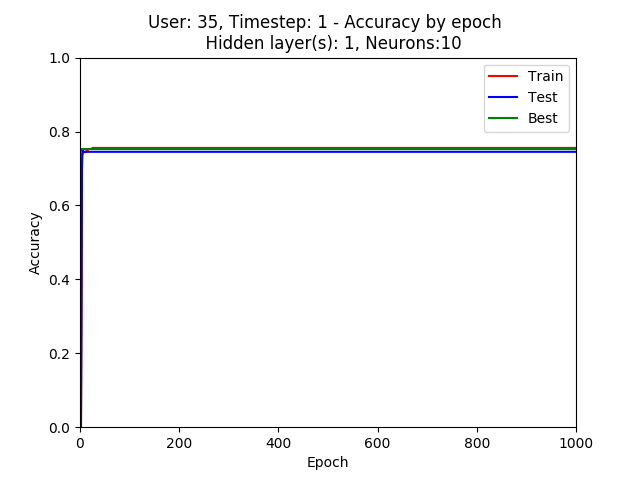 User: 35, Timestep: 1 - Accuracy by epoch
Hidden layer(s): 1, Neurons:10
1.0
0.8
0.6
0.4
0.2
0.0
Accuracy
Train
Test
Best
0 200 400 600 800 1000
Epoch